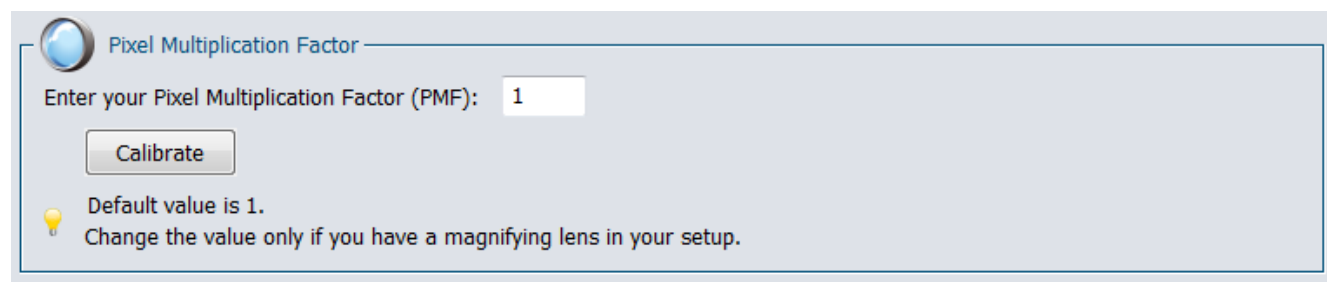 Pixel Multiplication Factor
Enter your Pixel Multiplication Factor (PMF): 1
Calibrate
Default value is 1.
Change the value only if you have a magnifying lens in your setup.